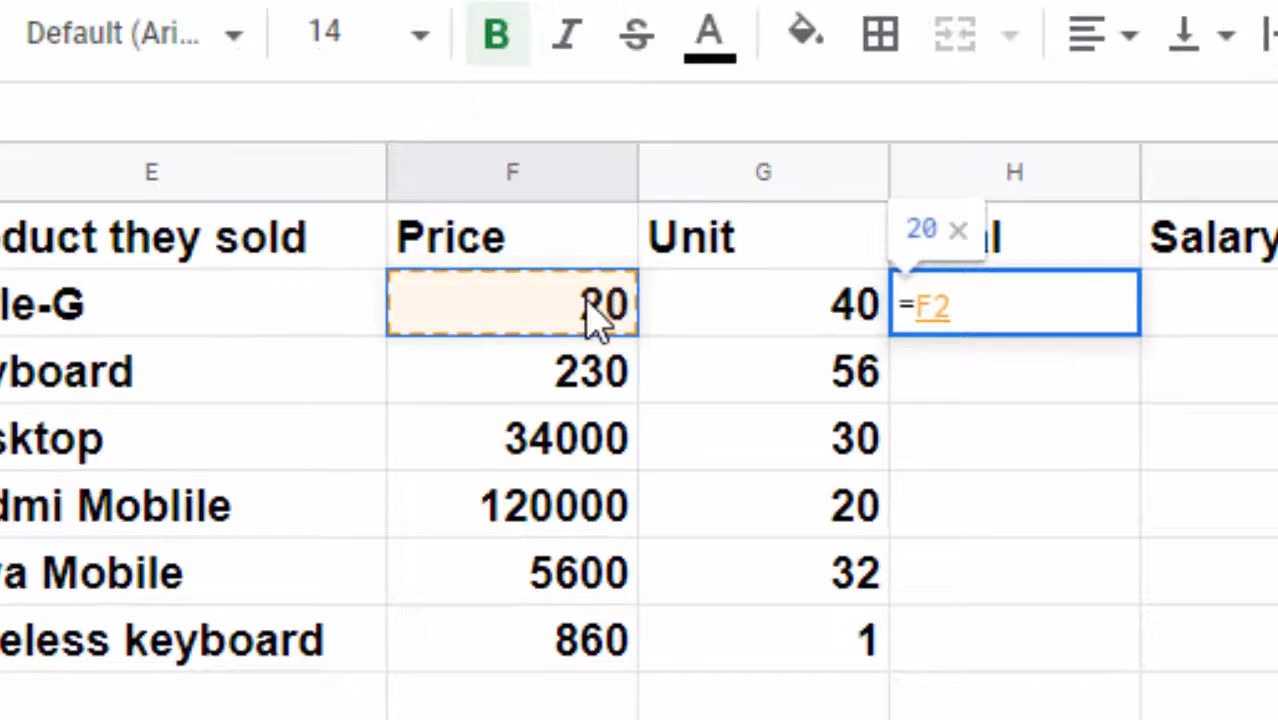 Default (Ari... 14 B I S A
E F G H
duct they sold Price Unit 20 × l Salary
le-G 20 40 =F2
yboard 230 56
sktop 34000 30
dmi Moblile 120000 20
a Mobile 5600 32
eless keyboard 860 1